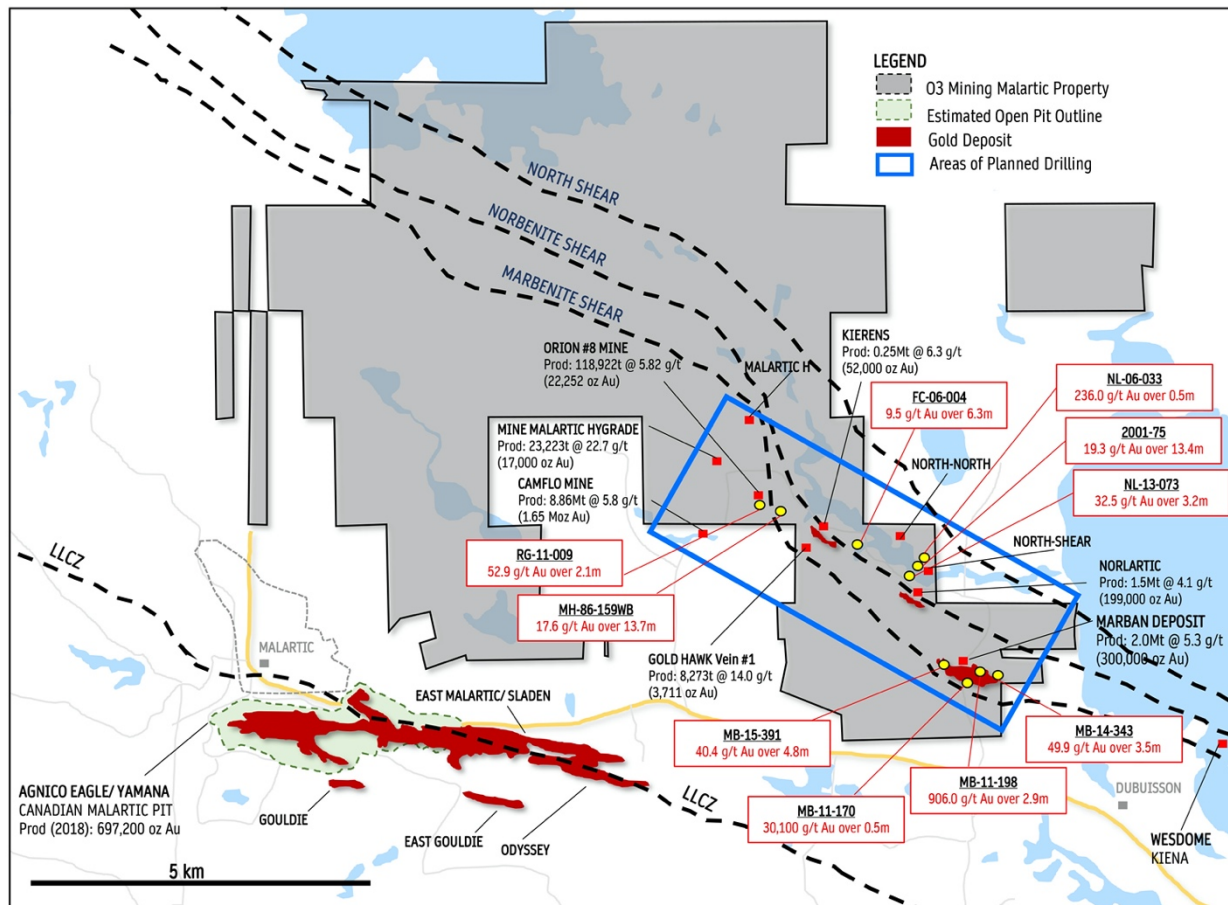 LEGEND
O3 Mining Malartic Property
Estimated Open Pit Outline
Gold Deposit
Areas of Planned Drilling
NORTH SHEAR
NORBENITE SHEAR
MARBENITE SHEAR
ORION #8 MINE
Prod: 118,922t @ 5.82 g/t
(22,252 oz Au)
MALARTIC H
KIERENS
Prod: 0.25Mt @ 6.3 g/t
(52,000 oz Au)
FC-06-004
9.5 g/t Au over 6.3m
NL-06-033
236.0 g/t Au over 0.5m
2001-75
19.3 g/t Au over 13.4m
NL-13-073
32.5 g/t Au over 3.2m
MINE MALARTIC HYGRADE
Prod: 23,223t @ 22.7 g/t
(17,000 oz Au)
CAMFLO MINE
Prod: 8.86Mt @ 5.8 g/t
(1.65 Moz Au)
NORTH-NORTH
NORTH-SHEAR
RG-11-009
52.9 g/t Au over 2.1m
MH-86-159WB
17.6 g/t Au over 13.7m
NORLARTIC
Prod: 1.5Mt @ 4.1 g/t
(199,000 oz Au)
MARBAN DEPOSIT
Prod: 2.0Mt @ 5.3 g/t
(300,000 oz Au)
GOLD HAWK Vein #1
Prod: 8,273t @ 14.0 g/t
(3,711 oz Au)
LLCZ
MALARTIC
EAST MALARTIC/ SLADEN
MB-15-391
40.4 g/t Au over 4.8m
MB-14-343
49.9 g/t Au over 3.5m
MB-11-198
906.0 g/t Au over 2.9m
MB-11-170
30,100 g/t Au over 0.5m
AGNICO EAGLE/ YAMANA
CANADIAN MALARTIC PIT
Prod (2018): 697,200 oz Au
GOULDIE
EAST GOULDIE
ODYSSEY
LLCZ
DUBUISSON
WESDOME
KIENA
5 km